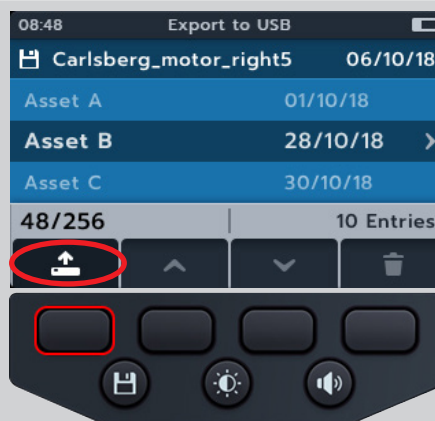 08:48 Export to USB
Carlsberg_motor_right5 06/10/18
Asset A 01/10/18
Asset B 28/10/18
Asset C 30/10/18
48/256 10 Entries